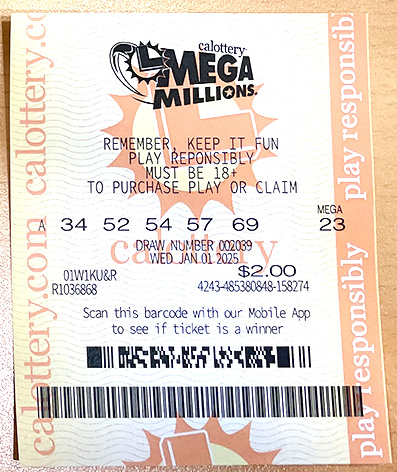 calottery
MEGA
MILLIONS
REMEMBER, KEEP IT FUN
PLAY REPONSIBLY
MUST BE 18+
TO PURCHASE PLAY OR CLAIM
MEGA
A 34 52 54 57 69 23
calottery
DRAW NUMBER 002039
WED. JAN.01 2025
01W1KU&R $2.00
R1036868 4243-485380848-158274
Scan this barcode with our Mobile App
to see if ticket is a winner
calottery.com calottery.co
play responsibly play responsibl